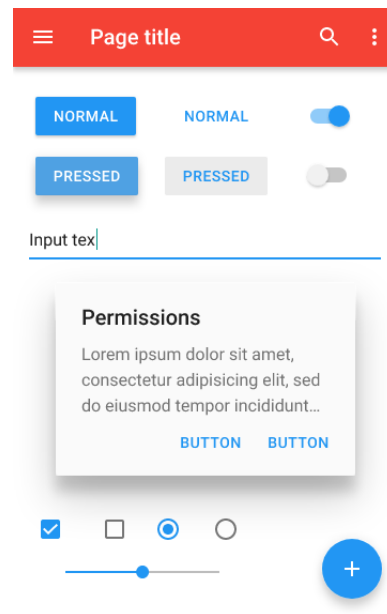 Page title
NORMAL NORMAL
PRESSED PRESSED
Input tex
Permissions
Lorem ipsum dolor sit amet,
consectetur adipisicing elit, sed
do eiusmod tempor incididunt...
BUTTON BUTTON